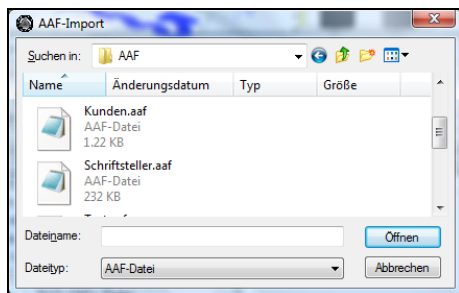 AAF-Import
Suchen in: AAF
Name Änderungsdatum Typ Größe
Kunden.aaf
AAF-Datei
1.22 KB
Schriftsteller.aaf
AAF-Datei
232 KB
Dateiname:
Öffnen
Dateityp: AAF-Datei
Abbrechen